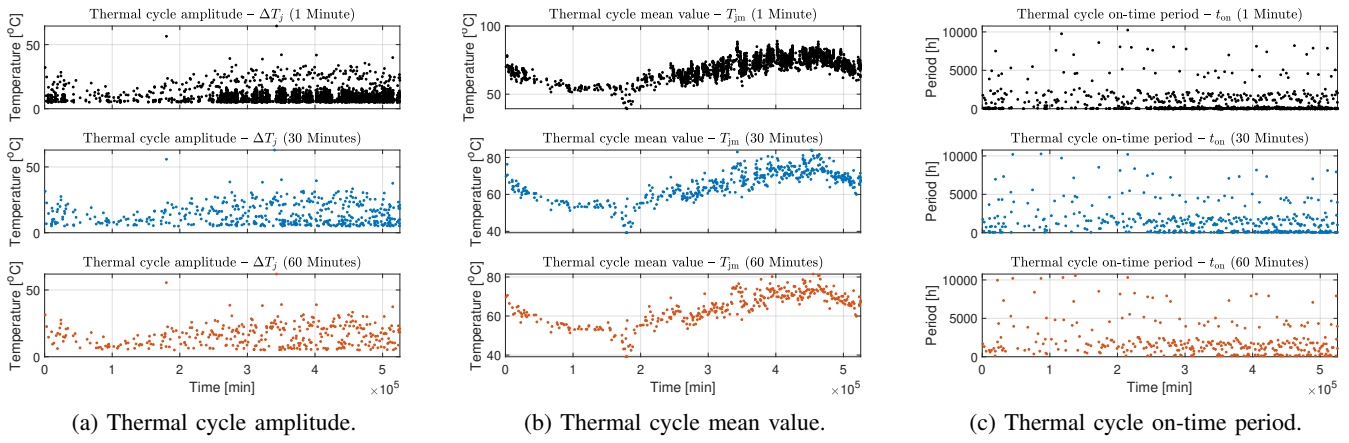 Thermal cycle amplitude – ΔTj (1 Minute)
Temperature [°C]
50
0
Thermal cycle amplitude – ΔTj (30 Minutes)
Temperature [°C]
50
0
Thermal cycle amplitude – ΔTj (60 Minutes)
Temperature [°C]
50
0
0 1 2 3 4 5
Time [min]
×10^5
(a) Thermal cycle amplitude.
Thermal cycle mean value – Tjm (1 Minute)
Temperature [°C]
100
50
0 1 2 3 4 5
Thermal cycle mean value – Tjm (30 Minutes)
Temperature [°C]
80
60
40
Thermal cycle mean value – Tjm (60 Minutes)
Temperature [°C]
80
60
40
0 1 2 3 4 5
Time [min]
×10^5
(b) Thermal cycle mean value.
Thermal cycle on-time period – ton (1 Minute)
Period [h]
10000
5000
0
Thermal cycle on-time period – ton (30 Minutes)
Period [h]
10000
5000
0
Thermal cycle on-time period – ton (60 Minutes)
Period [h]
10000
5000
0
0 1 2 3 4 5
Time [min]
×10^5
(c) Thermal cycle on-time period.